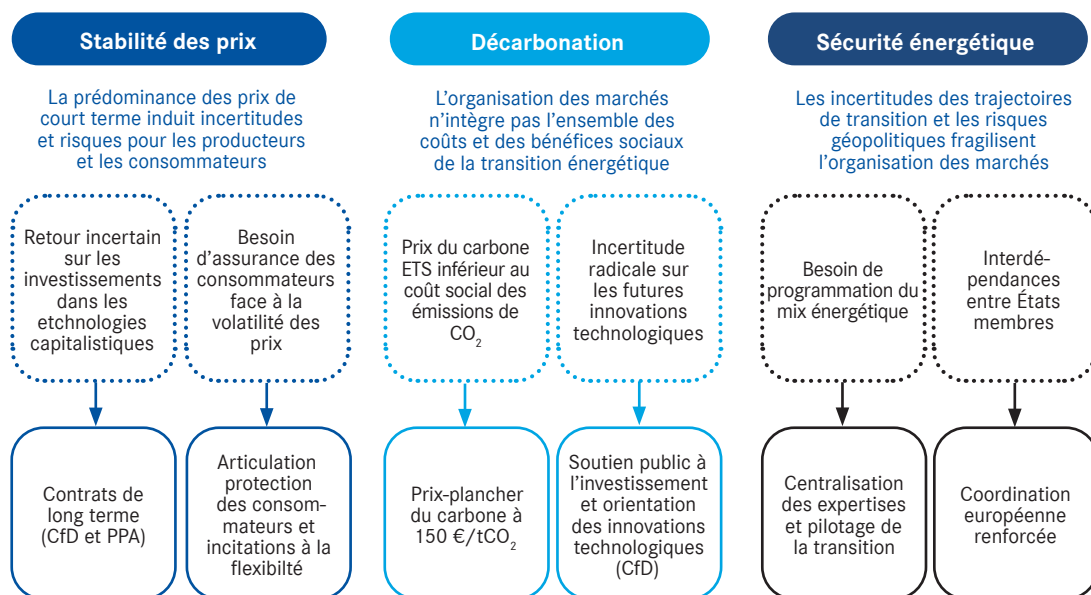 Stabilité des prix
La prédominance des prix de
court terme induit incertitudes
et risques pour les producteurs
et les consommateurs
Retour incertain
sur les
investissements
dans les
etchnologies
capitalistiques
Besoin
d'assurance des
consommateurs
face à la
volatilité des
prix
Contrats de
long terme
(CfD et PPA)
Articulation
protection
des consom-
mateurs et
incitations à la
flexibilté
Décarbonation
L'organisation des marchés
n'intègre pas l'ensemble des
coûts et des bénéfices sociaux
de la transition énergétique
Prix du carbone
ETS inférieur au
coût social des
émissions de
CO₂
Incertitude
radicale sur
les futures
innovations
technologiques
Prix-plancher
du carbone à
150 €/tCO₂
Soutien public à
l'investissement
et orientation
des innovations
technologiques
(CfD)
Sécurité énergétique
Les incertitudes des trajectoires
de transition et les risques
géopolitiques fragilisent
l'organisation des marchés
Besoin de
programmation du
mix énergétique
Interdé-
pendances
entre États
membres
Centralisation
des expertises
et pilotage de
la transition
Coordination
européenne
renforcée